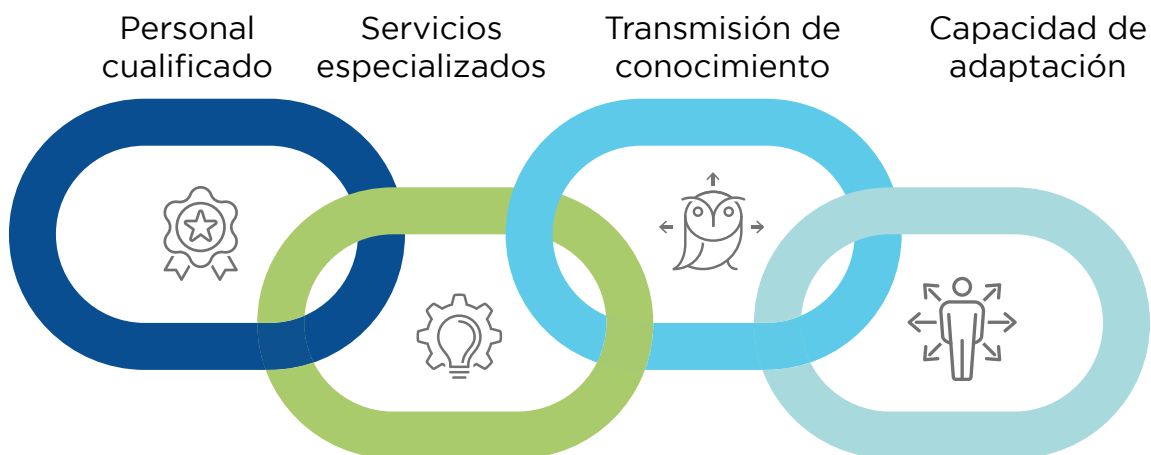 Personal
cualificado
Servicios
especializados
Transmisión de
conocimiento
Capacidad de
adaptación